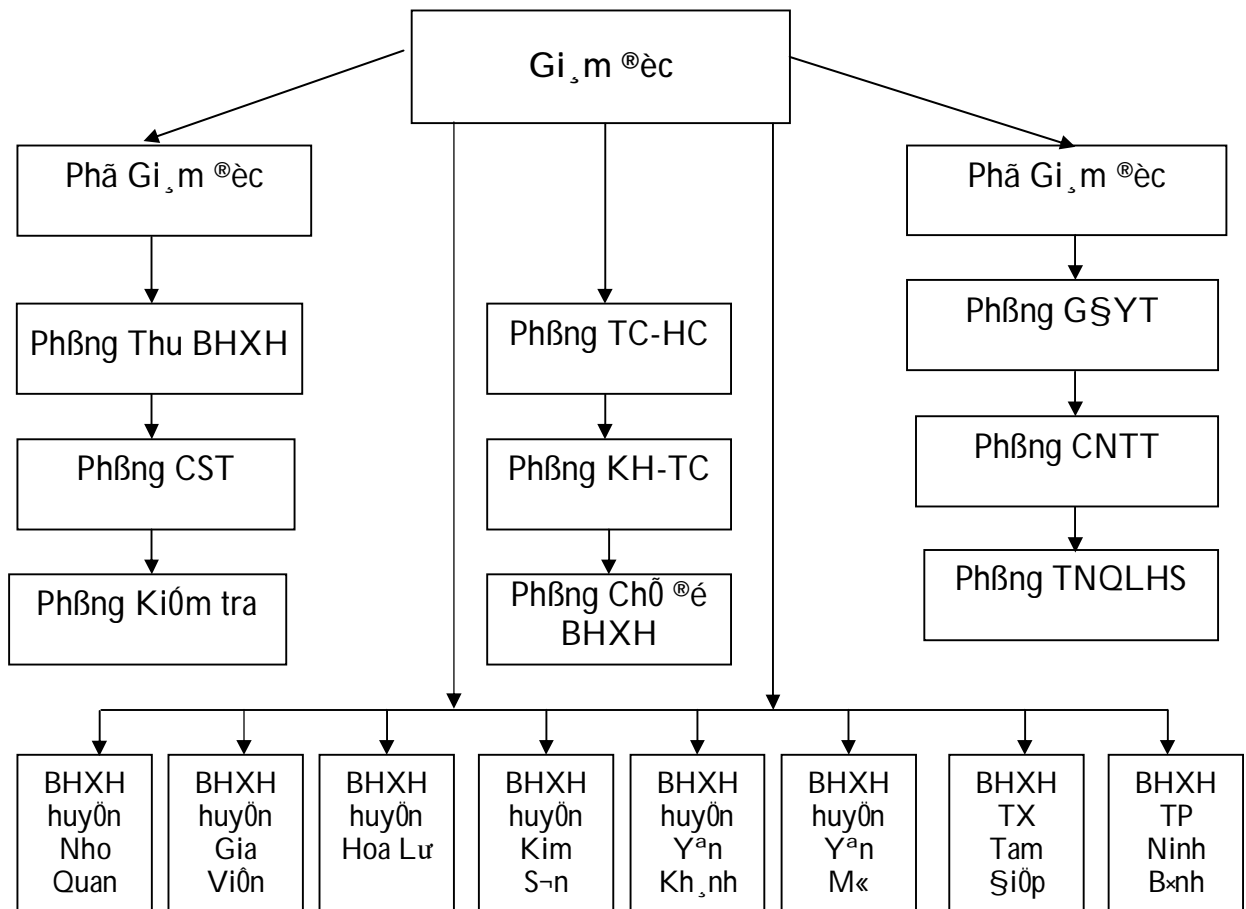 Gi¸m ®èc
Phã Gi¸m ®èc
Phã Gi¸m ®èc
Phßng Thu BHXH
Phßng TC-HC
Phßng G§YT
Phßng CST
Phßng KH-TC
Phßng CNTT
Phßng KiÓm tra
Phßng ChÕ ®é
BHXH
Phßng TNQLHS
BHXH
huyÖn
Nho
Quan
BHXH
huyÖn
Gia
ViÔn
BHXH
huyÖn
Hoa Lư
BHXH
huyÖn
Kim
S¬n
BHXH
huyÖn
Yªn
Kh¸nh
BHXH
huyÖn
Yªn
M«
BHXH
TX
Tam
§iÖp
BHXH
TP
Ninh
B×nh